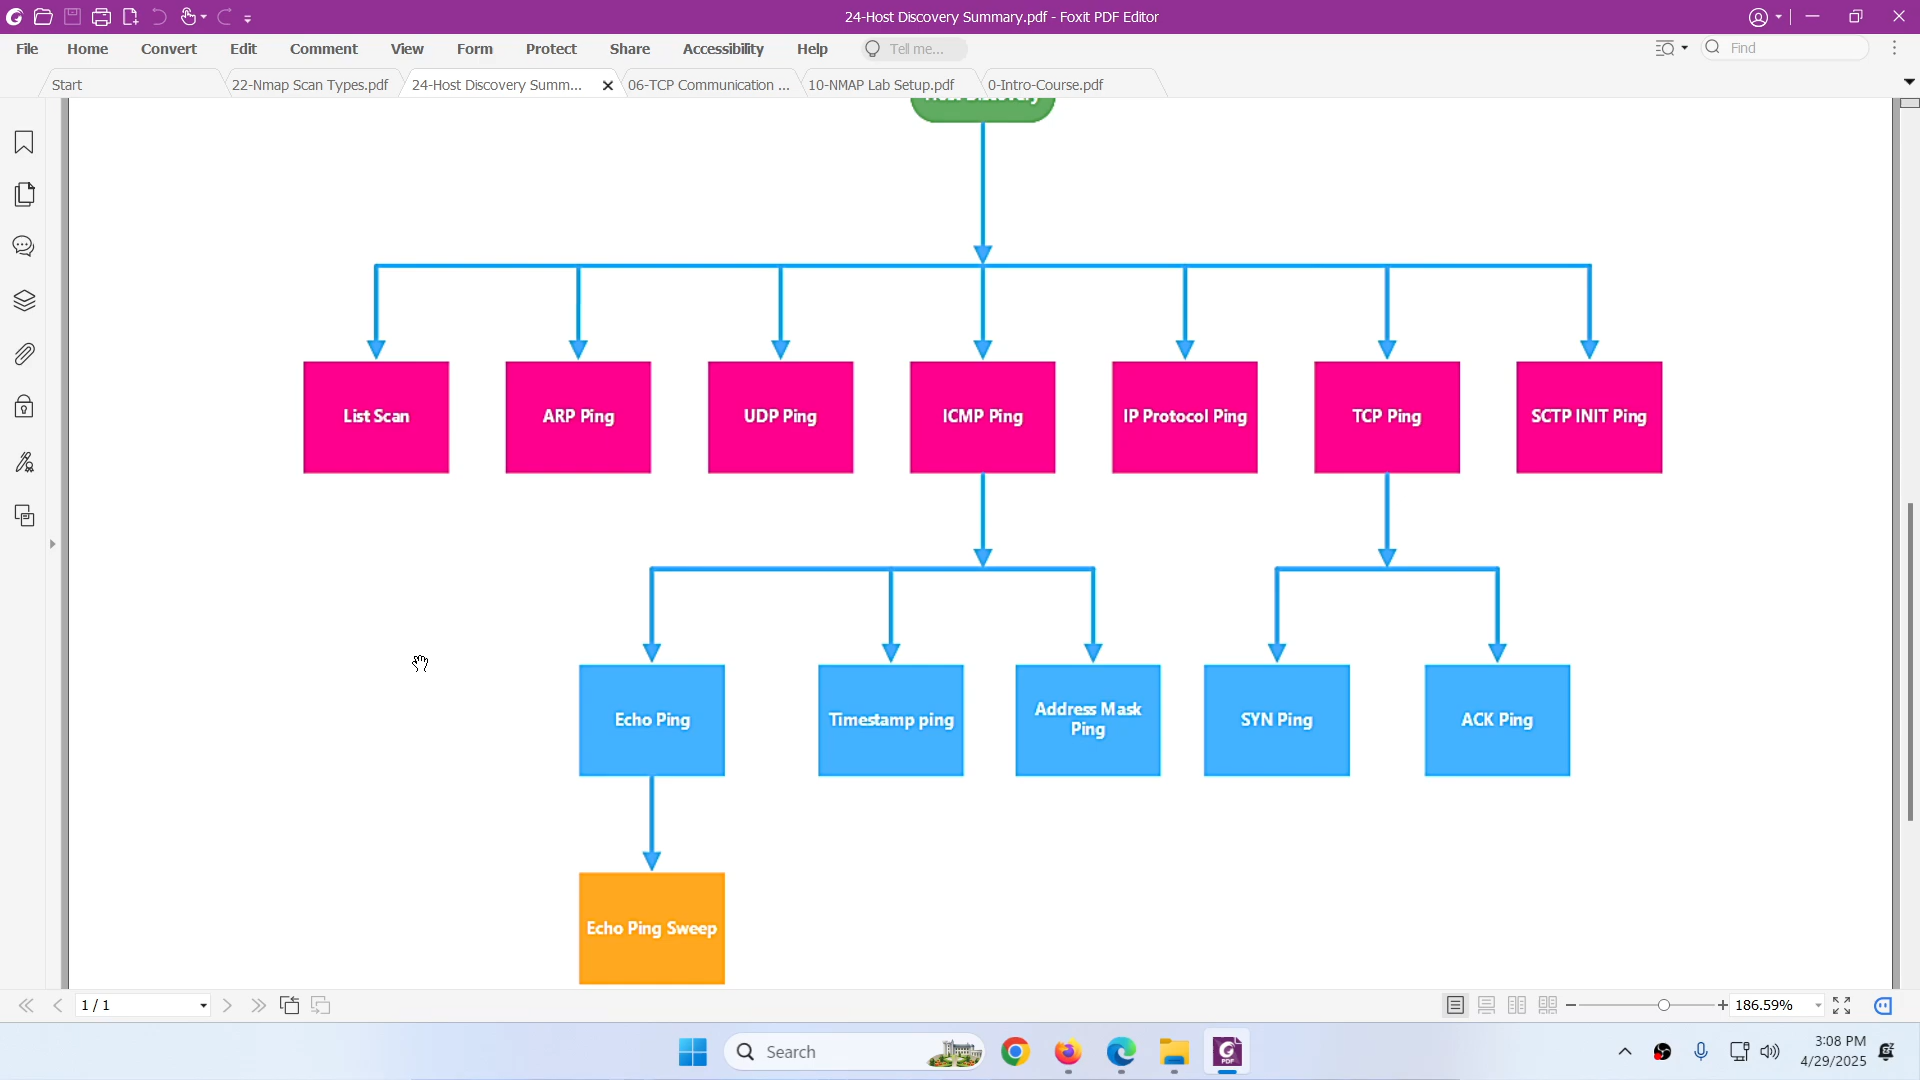 24-Host Discovery Summary.pdf - Foxit PDF Editor
File Home Convert Edit Comment View Form Protect Share Accessibility Help Tell me... Find
Start 22-Nmap Scan Types.pdf 24-Host Discovery Summ... 06-TCP Communication ... 10-NMAP Lab Setup.pdf 0-Intro-Course.pdf
Host Discovery
List Scan ARP Ping UDP Ping ICMP Ping IP Protocol Ping TCP Ping SCTP INIT Ping
Echo Ping Timestamp ping Address Mask SYN Ping ACK Ping
Ping
Echo Ping Sweep
1 / 1 186.59%
Search 3:08 PM
4/29/2025